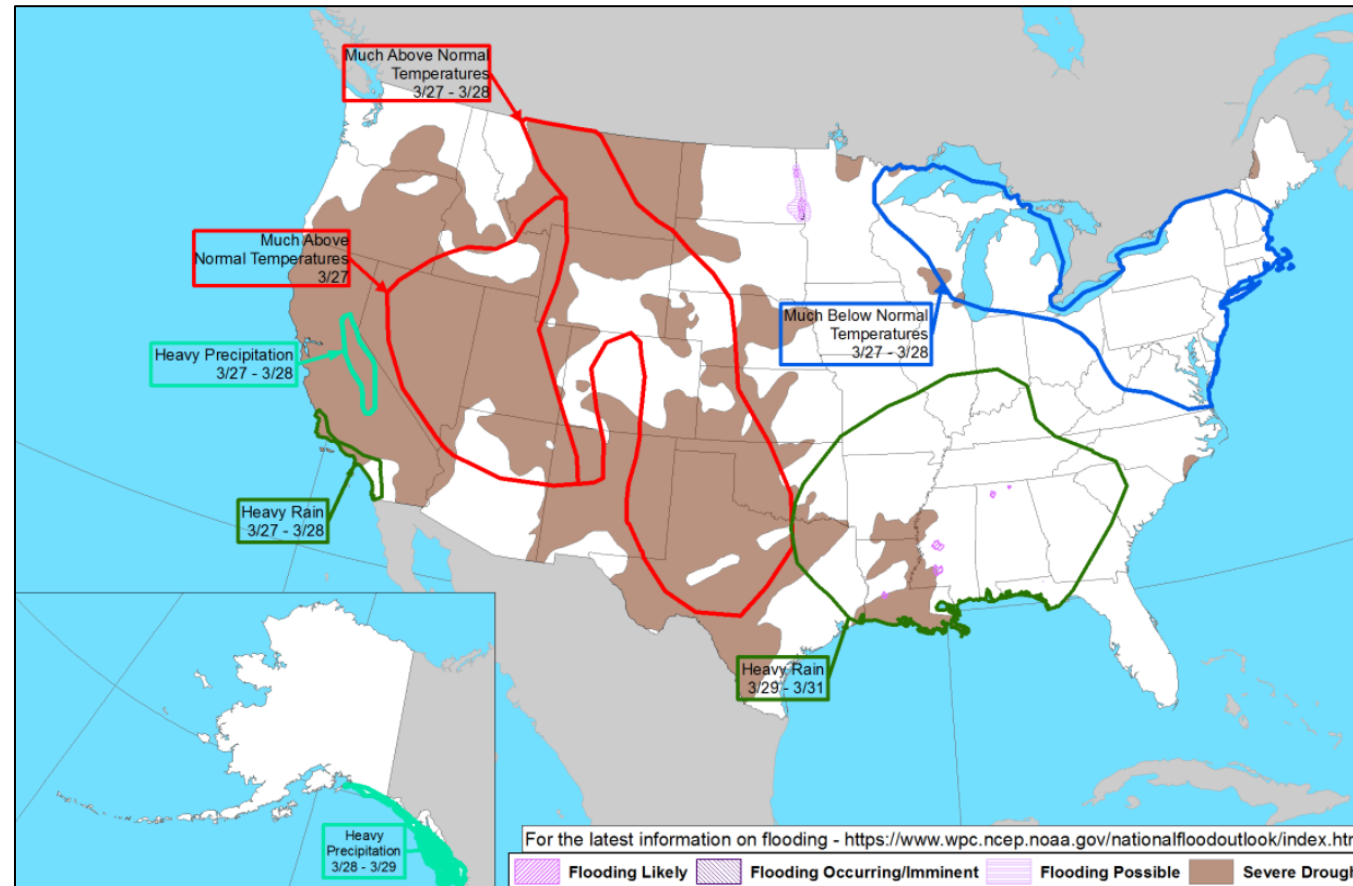 Much Above Normal
Temperatures
3/27 - 3/28
Much Above
Normal Temperatures
3/27
Heavy Precipitation
3/27 - 3/28
Much Below Normal
Temperatures
3/27 - 3/28
Heavy Rain
3/27 - 3/28
Heavy Rain
3/29 - 3/31
Heavy
Precipitation
3/28 - 3/29
For the latest information on flooding - https://www.wpc.ncep.noaa.gov/nationalfloodoutlook/index.htm
Flooding Likely Flooding Occurring/Imminent Flooding Possible Severe Drough